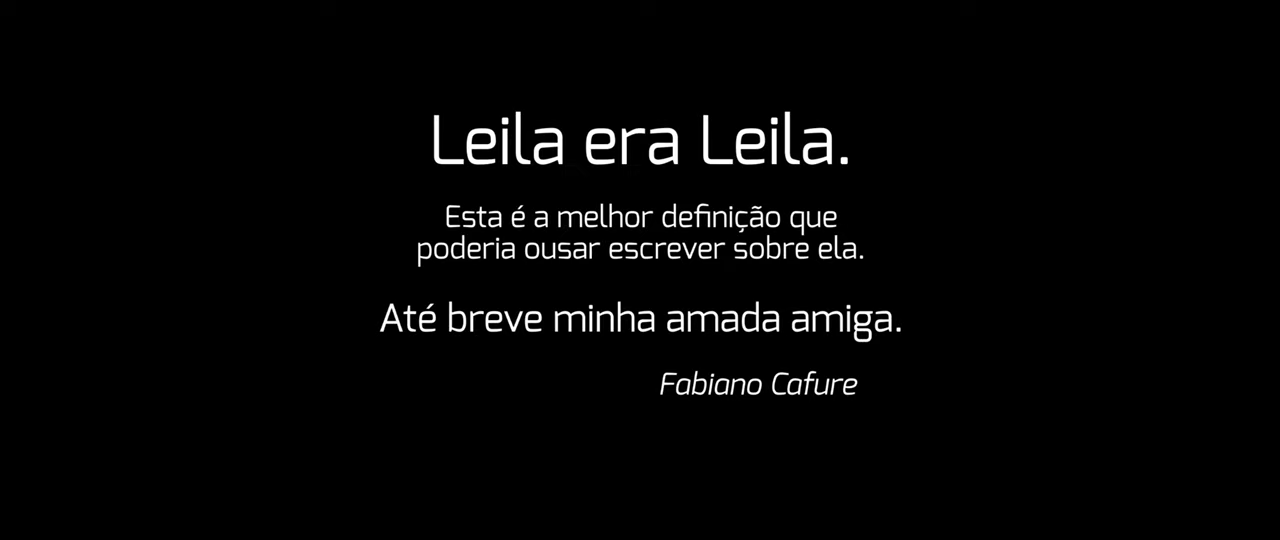 Leila era Leila.
Esta é a melhor definição que
poderia ousar escrever sobre ela.
Até breve minha amada amiga.
Fabiano Cafure